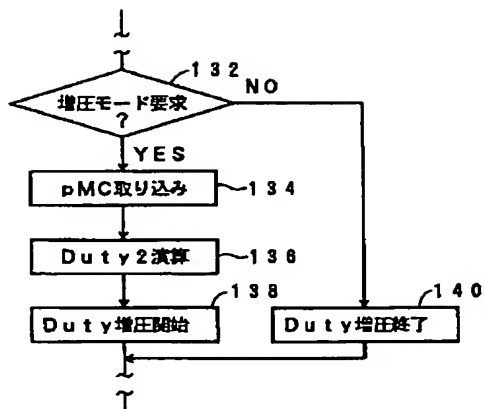 132
増圧モード要求
?
NO
YES
pMC取り込み
134
Duty2演算
136
138
140
Duty増圧開始
Duty増圧終了